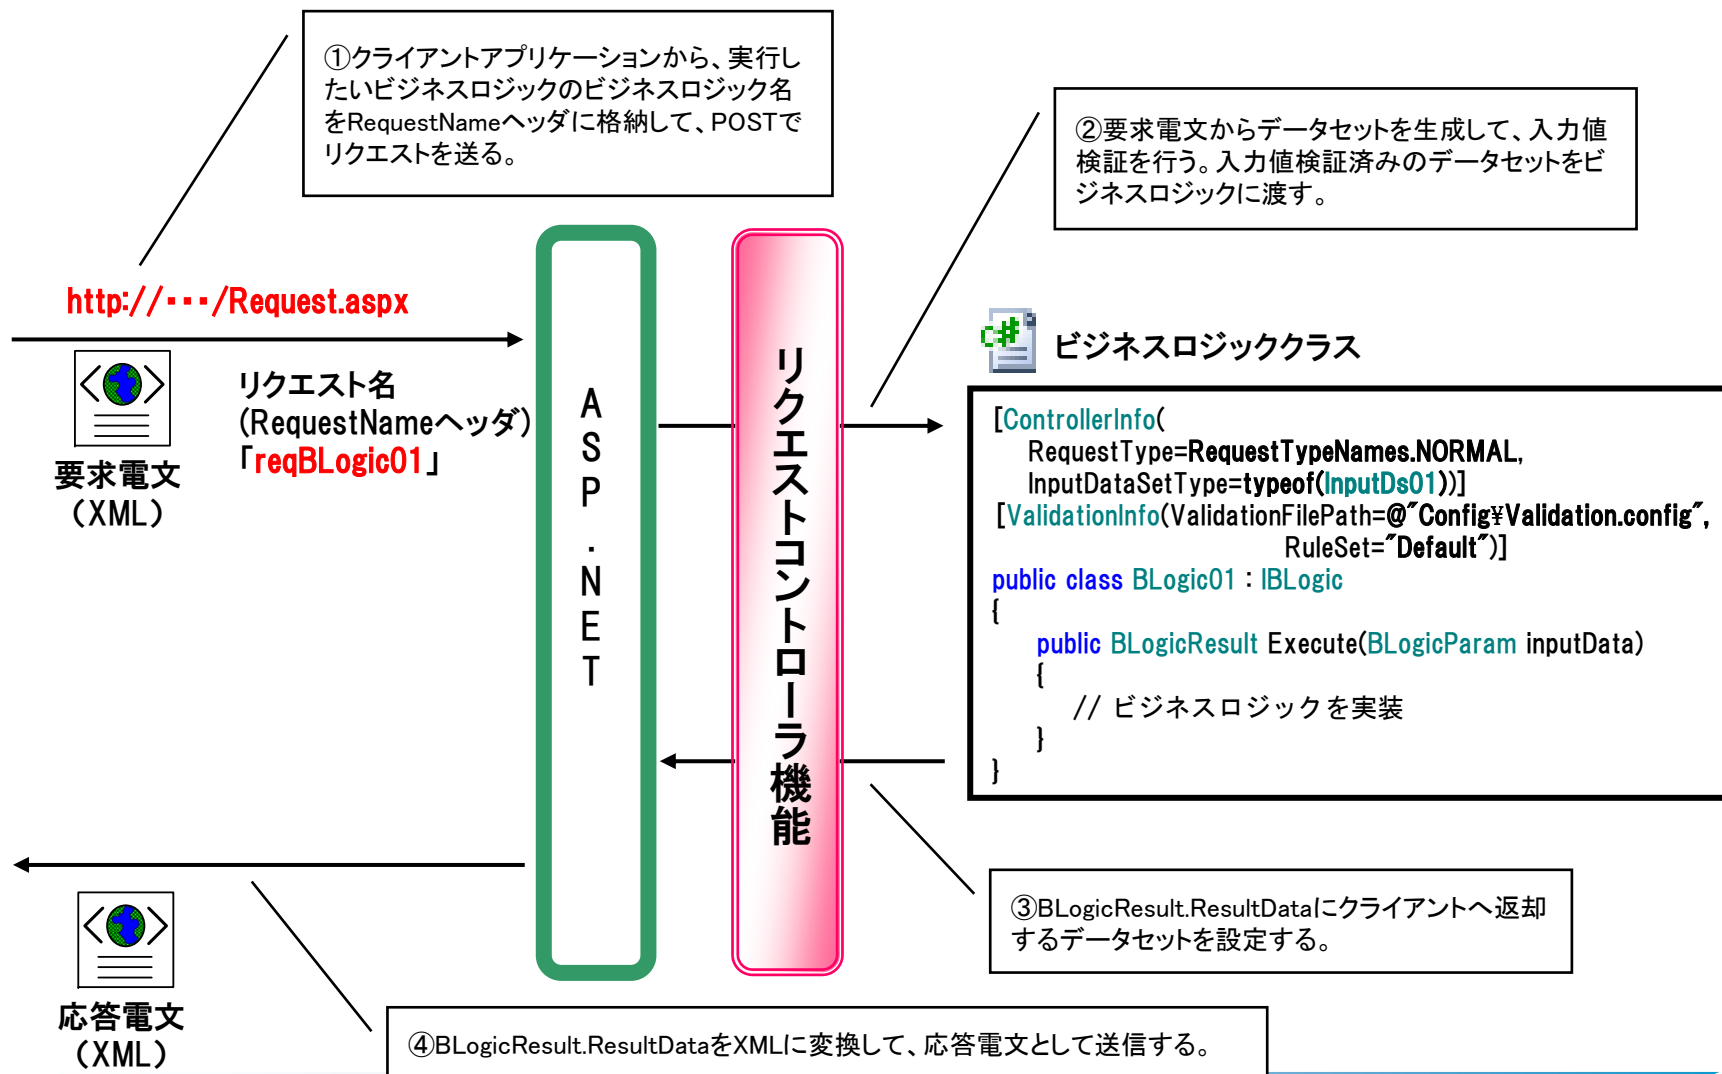 ①クライアントアプリケーションから、実行し
たいビジネスロジックのビジネスロジック名
をRequestNameヘッダに格納して、POSTで
リクエストを送る。
②要求電文からデータセットを生成して、入力値
検証を行う。入力値検証済みのデータセットをビ
ジネスロジックに渡す。
http://・・・/Request.aspx
リクエスト名
(RequestNameヘッダ)
「reqBLogic01」
要求電文
（XML）
ASP.NET
リクエストコントローラ機能
C#
ビジネスロジッククラス
[ControllerInfo(
RequestType=RequestTypeNames.NORMAL,
InputDataSetType=typeof(InputDs01))]
[ValidationInfo(ValidationFilePath=@"Config¥Validation.config",
RuleSet="Default")]
public class BLogic01 : IBLogic
{
public BLogicResult Execute(BLogicParam inputData)
{
// ビジネスロジックを実装
}
}
③BLogicResult.ResultDataにクライアントへ返却
するデータセットを設定する。
応答電文
（XML）
④BLogicResult.ResultDataをXMLに変換して、応答電文として送信する。